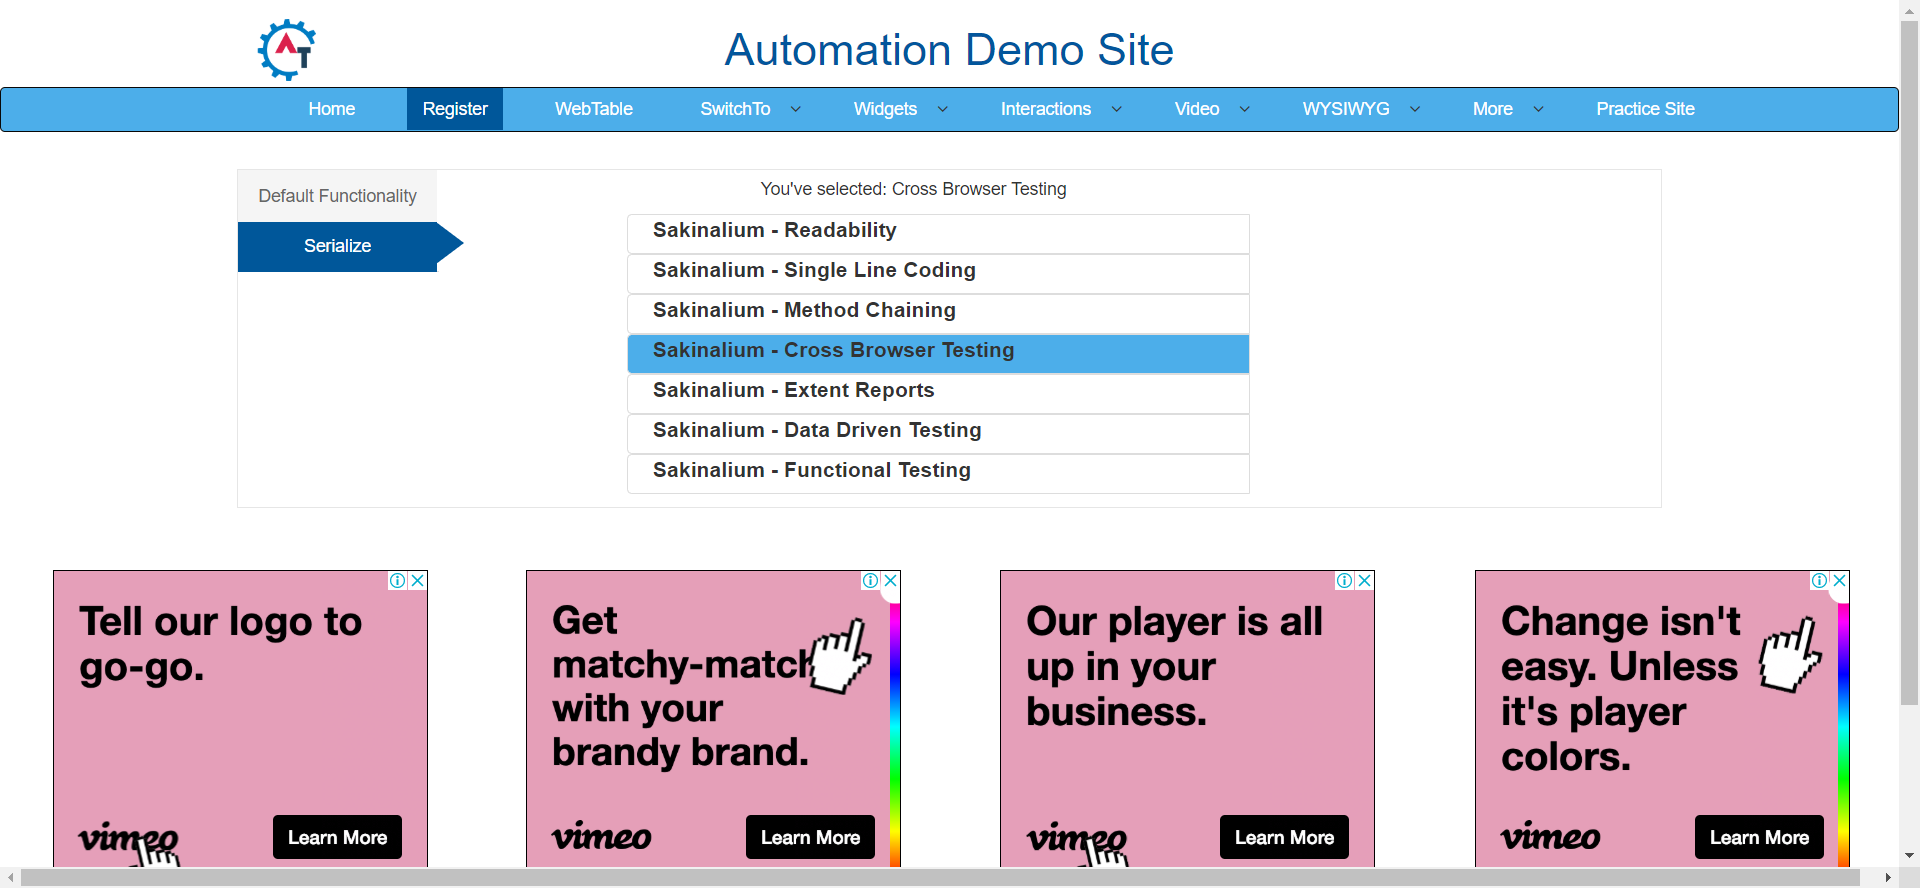 AT
Automation Demo Site
Home Register WebTable SwitchTo Widgets Interactions Video WYSIWYG More Practice Site
Default Functionality
Serialize
You've selected: Cross Browser Testing
Sakinalium - Readability
Sakinalium - Single Line Coding
Sakinalium - Method Chaining
Sakinalium - Cross Browser Testing
Sakinalium - Extent Reports
Sakinalium - Data Driven Testing
Sakinalium - Functional Testing
Tell our logo to
go-go.
vimeo
Learn More
Get
matchy-match
with your
brandy brand.
vimeo
Learn More
Our player is all
up in your
business.
vimeo
Learn More
Change isn't
easy. Unless
it's player
colors.
vimeo
Learn More